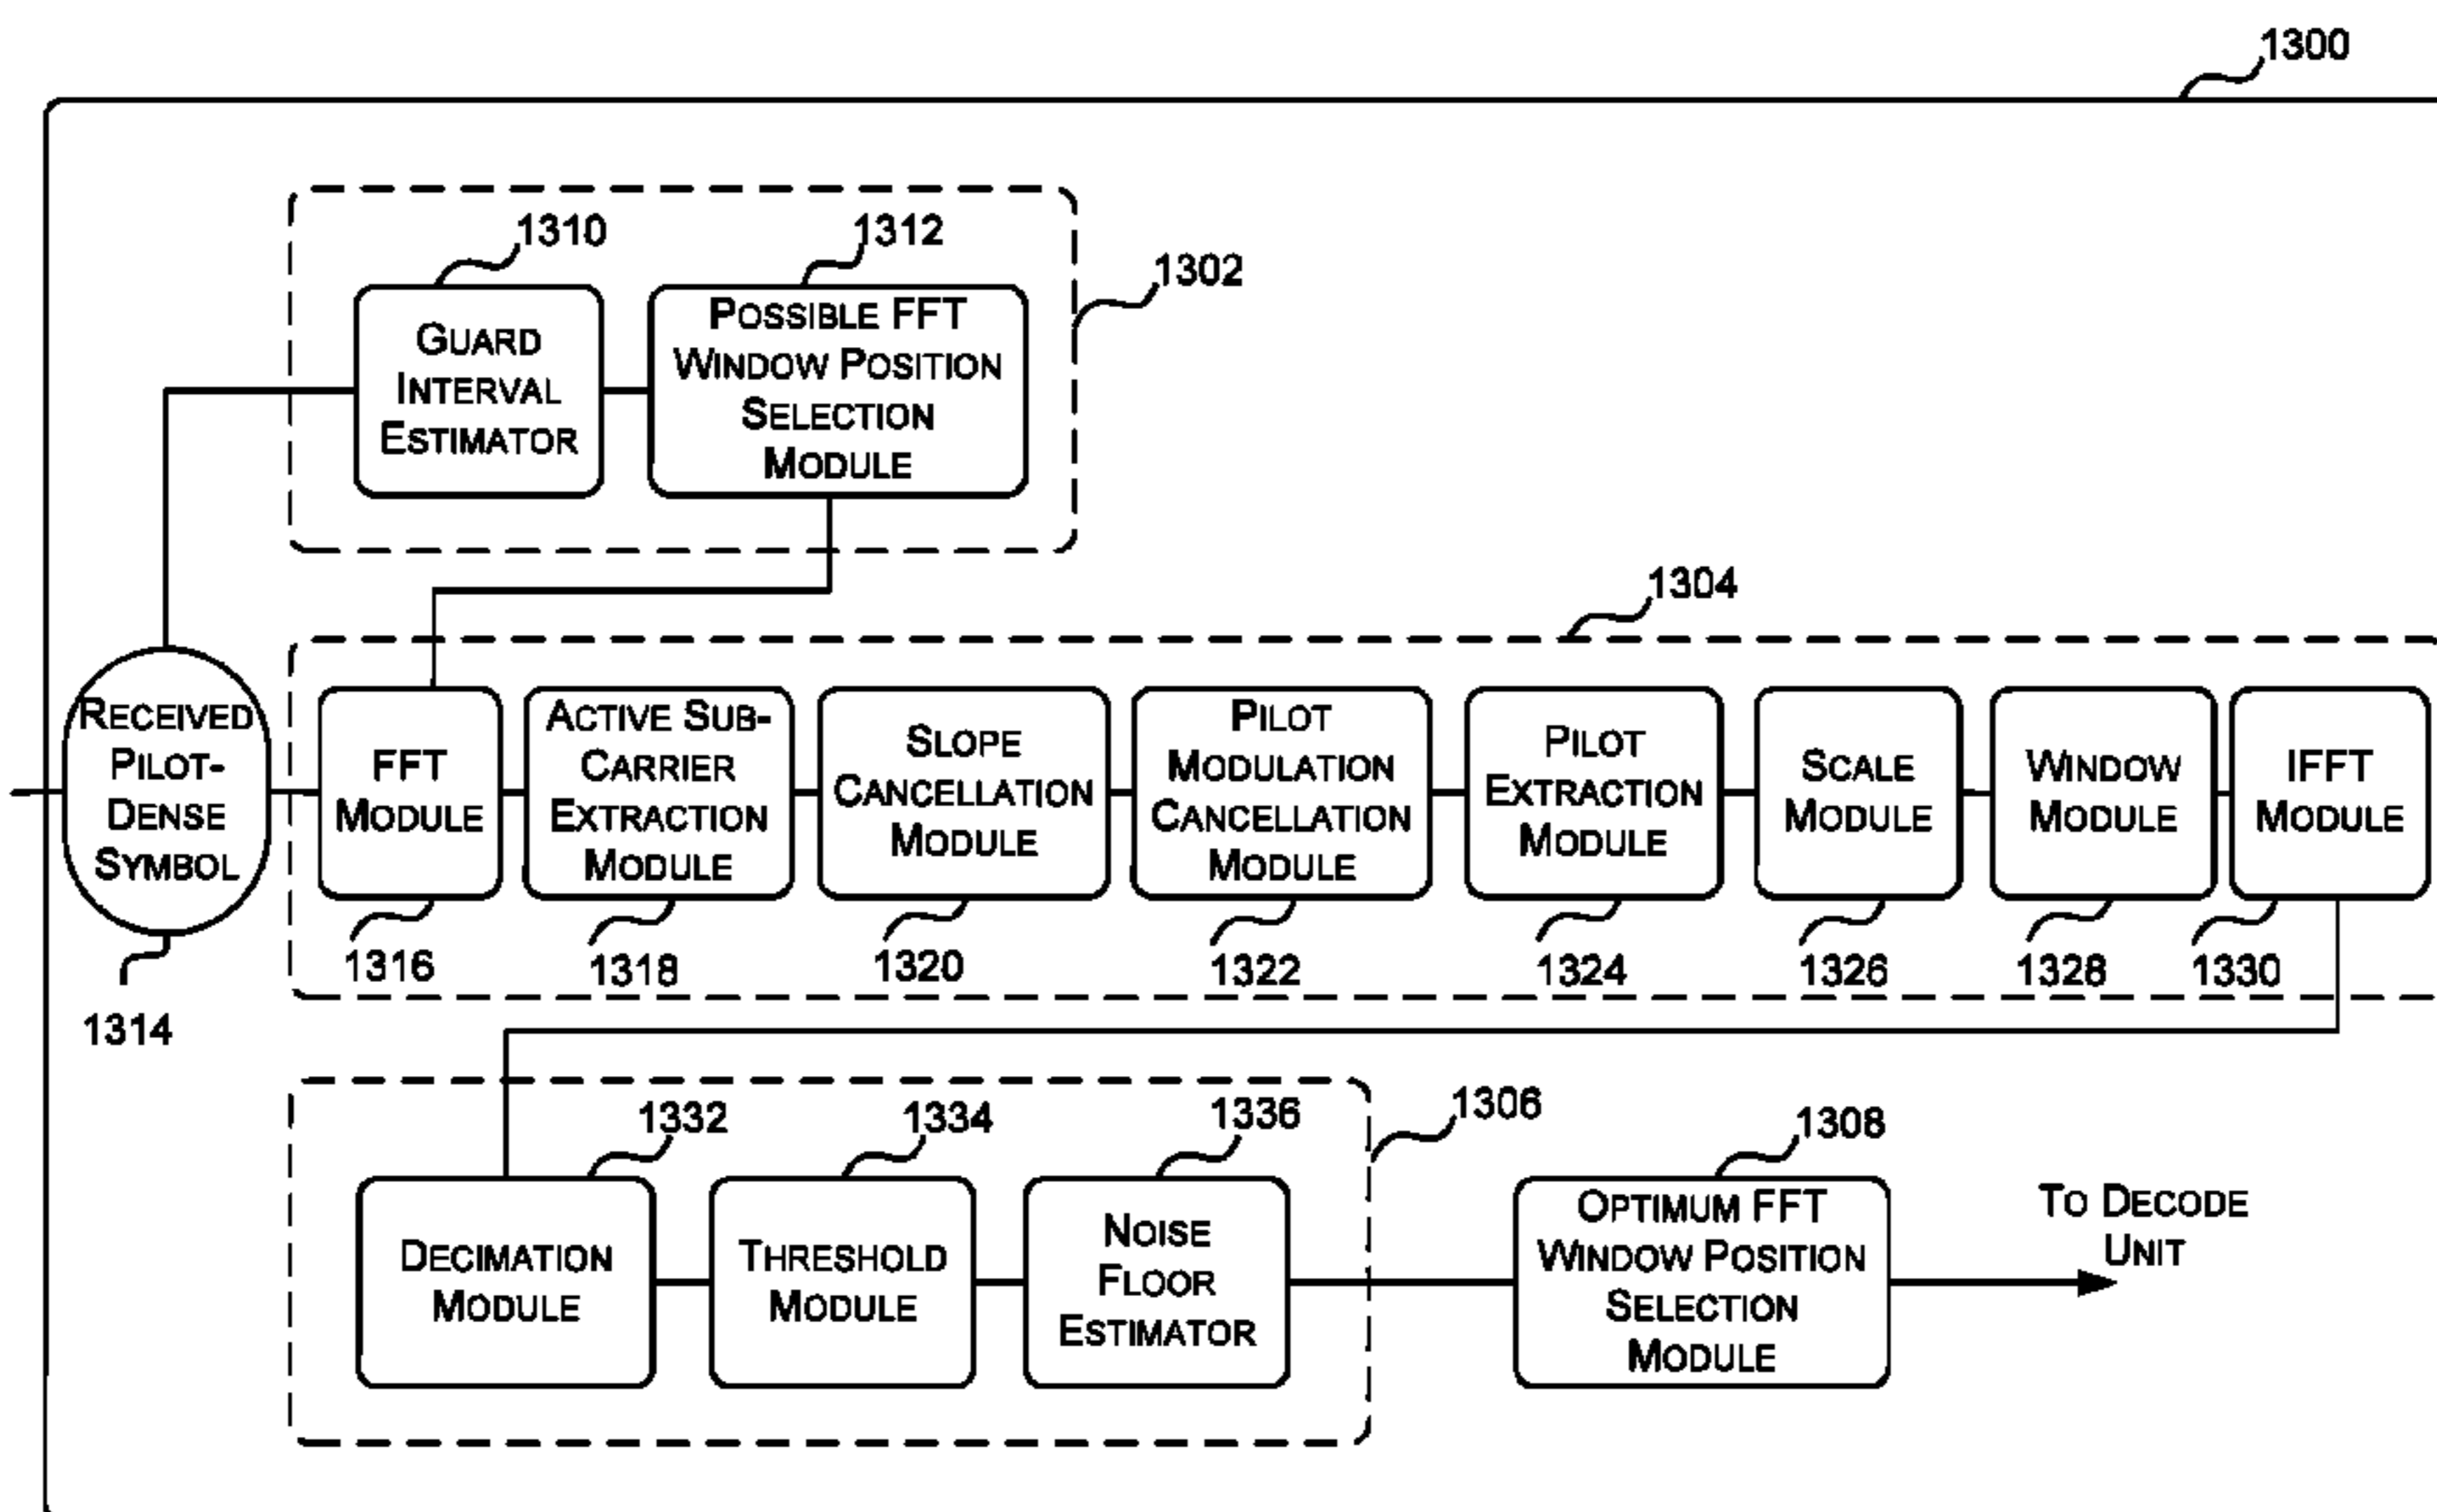 1300
1310
1312
1302
GUARD
INTERVAL
ESTIMATOR
POSSIBLE FFT
WINDOW POSITION
SELECTION
MODULE
1304
RECEIVED
PILOT-
DENSE
SYMBOL
1314
FFT
MODULE
1316
ACTIVE SUB-
CARRIER
EXTRACTION
MODULE
1318
SLOPE
CANCELLATION
MODULE
1320
PILOT
MODULATION
CANCELLATION
MODULE
1322
PILOT
EXTRACTION
MODULE
1324
SCALE
MODULE
1326
WINDOW
MODULE
1328
IFFT
MODULE
1330
1332
1334
1336
1306
1308
DECIMATION
MODULE
THRESHOLD
MODULE
NOISE
FLOOR
ESTIMATOR
OPTIMUM FFT
WINDOW POSITION
SELECTION
MODULE
TO DECODE
UNIT